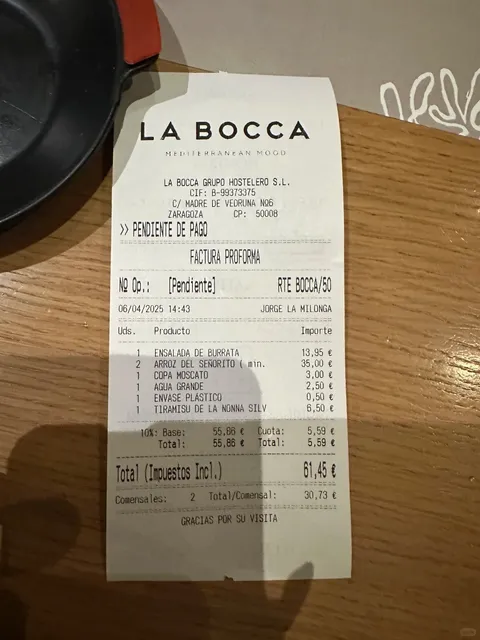 LA BOCCA
MEDITERRANEAN MOOD
LA BOCCA GRUPO HOSTELERO S.L.
CIF: B-99373375
C/ MADRE DE VEDRUNA Nº6
ZARAGOZA CP: 50008
>> PENDIENTE DE PAGO
FACTURA PROFORMA
Nº Op.: [Pendiente] RTE BOCCA/50
06/04/2025 14:43 JORGE LA MILONGA
Uds. Producto Importe
1 ENSALADA DE BURRATA 13,95 €
2 ARROZ DEL SEÑORITO ( min. 35,00 €
1 COPA MOSCATO 3,00 €
1 AGUA GRANDE 2,50 €
1 ENVASE PLÁSTICO 0,50 €
1 TIRAMISU DE LA NONNA SILV 6,50 €
10%: Base: 55,86 € Cuota: 5,59 €
Total: 55,86 € Total: 5,59 €
Total (Impuestos Incl.) 61,45 €
Comensales: 2 Total/Comensal: 30,73 €
GRACIAS POR SU VISITA